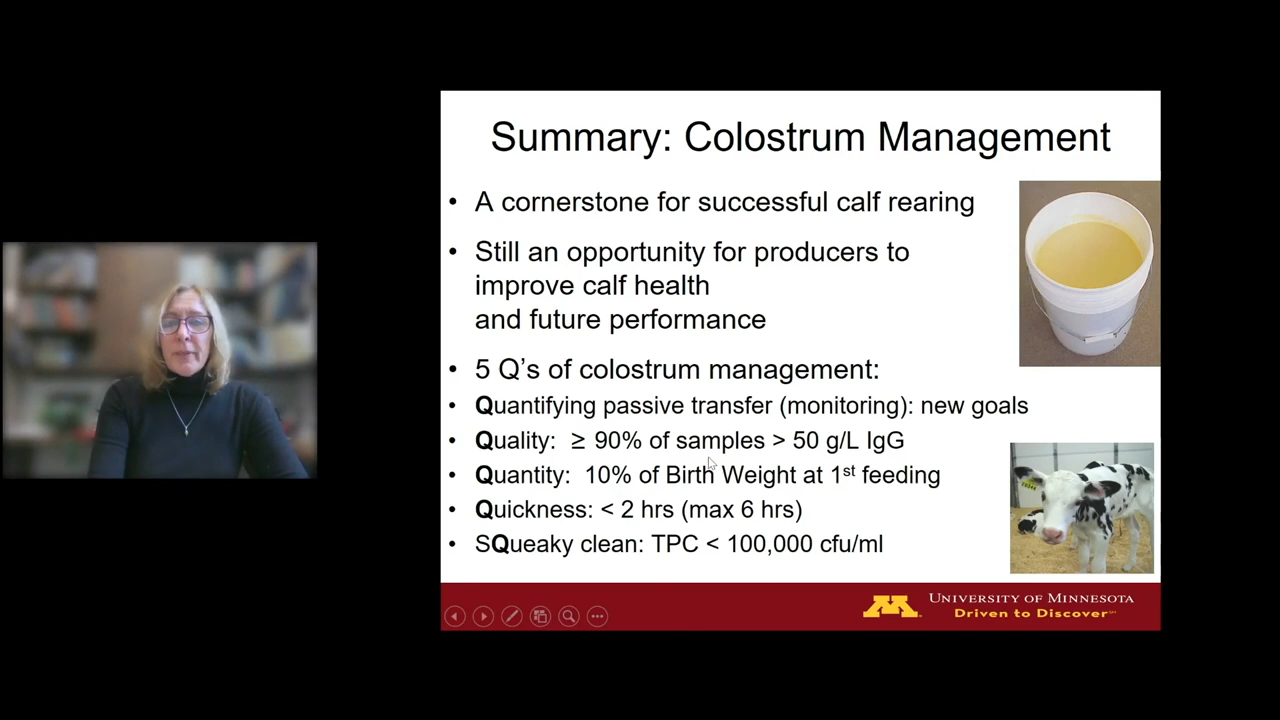 Summary: Colostrum Management
• A cornerstone for successful calf rearing
• Still an opportunity for producers to
improve calf health
and future performance
• 5 Q’s of colostrum management:
• Quantifying passive transfer (monitoring): new goals
• Quality: ≥ 90% of samples > 50 g/L IgG
• Quantity: 10% of Birth Weight at 1st feeding
• Quickness: < 2 hrs (max 6 hrs)
• SQueaky clean: TPC < 100,000 cfu/ml
UNIVERSITY OF MINNESOTA
Driven to Discover℠